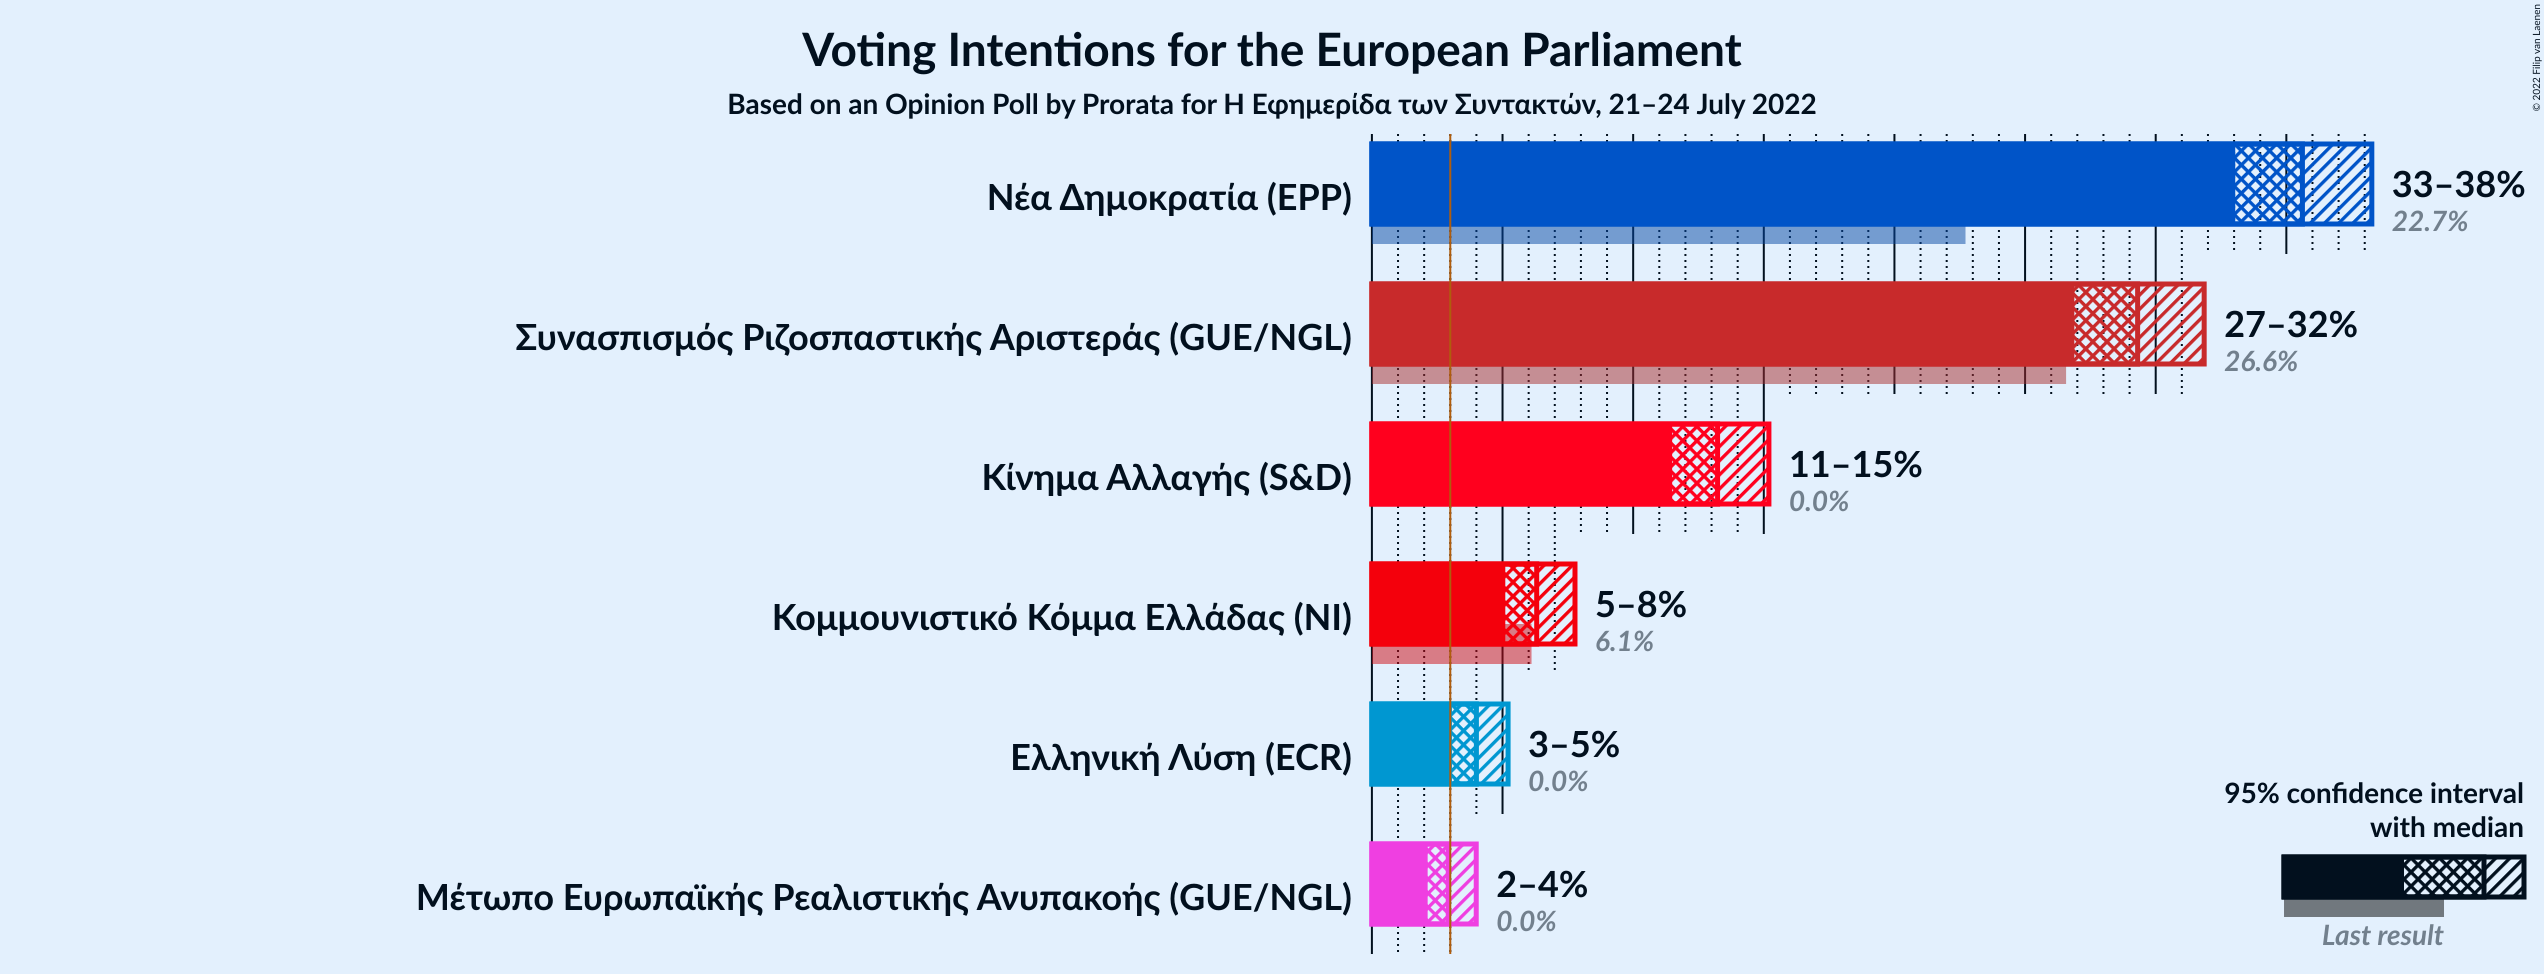 Voting Intentions for the European Parliament
Based on an Opinion Poll by Prorata for Η Εφημερίδα των Συντακτών, 21–24 July 2022
© 2022 Filip van Laenen
Νέα Δημοκρατία (EPP)
33–38%
22.7%
Συνασπισμός Ριζοσπαστικής Αριστεράς (GUE/NGL)
27–32%
26.6%
Κίνημα Αλλαγής (S&D)
11–15%
0.0%
Κομμουνιστικό Κόμμα Ελλάδας (NI)
5–8%
6.1%
Ελληνική Λύση (ECR)
3–5%
0.0%
Μέτωπο Ευρωπαϊκής Ρεαλιστικής Ανυπακοής (GUE/NGL)
2–4%
0.0%
95% confidence interval
with median
Last result